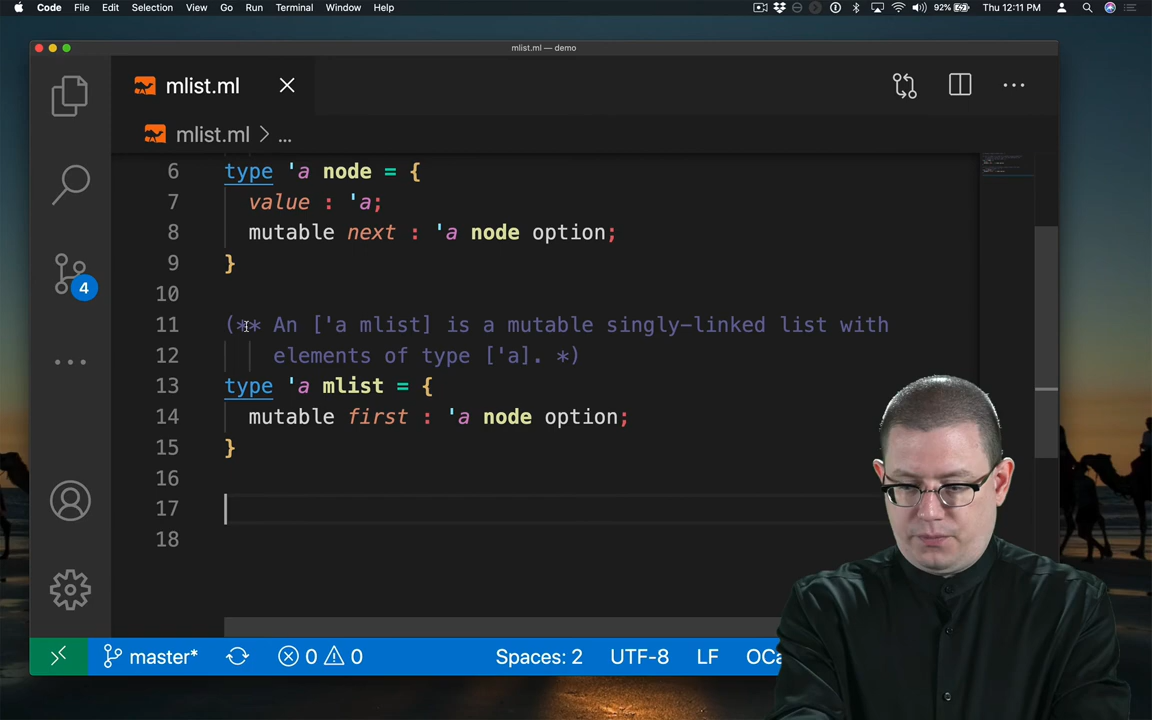 Code File Edit Selection View Go Run Terminal Window Help 92% Thu 12:11 PM
mlist.ml — demo
mlist.ml
mlist.ml > ...
6 type 'a node = {
7 value : 'a;
8 mutable next : 'a node option;
9 }
10
11 (** An ['a mlist] is a mutable singly-linked list with
12 elements of type ['a]. *)
13 type 'a mlist = {
14 mutable first : 'a node option;
15 }
16
17
18
4
master* 0 0 Spaces: 2 UTF-8 LF